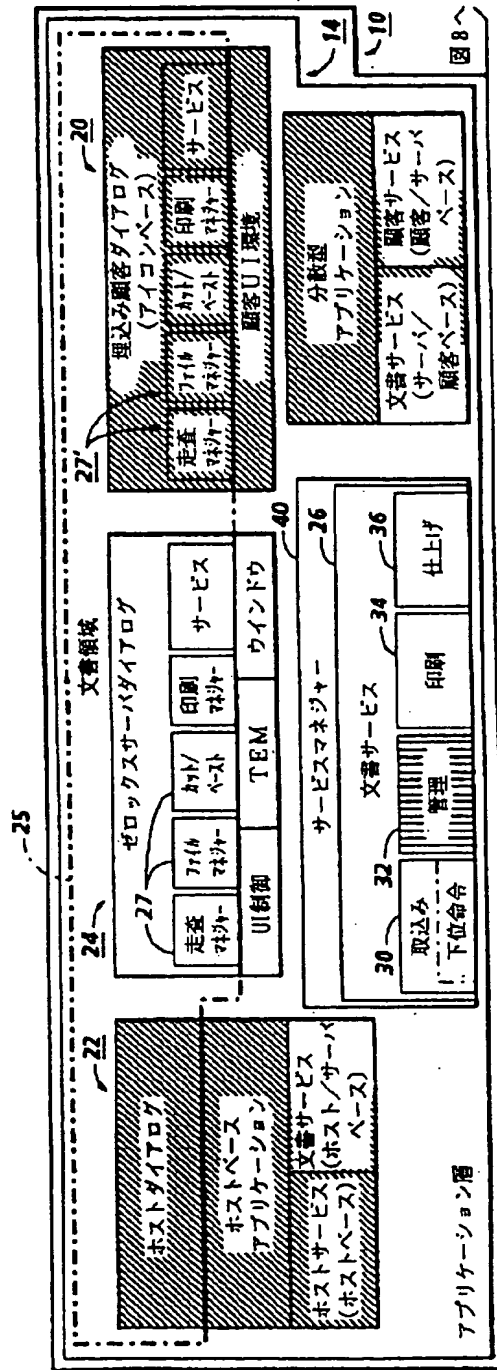 25
文書領域
22
ホストダイアログ
ホストベース
アプリケーション
ホストサービス
(ホストベース)
文書サービス
(ホスト/サーバ
ベース)
24
ゼロックスサーバダイアログ
27
走査
マネジャー
ファイル
マネジャー
カット/
ペースト
印刷
マネジャー
サービス
UI制御
TEM
ウインドウ
20
埋込み顧客ダイアログ
(アイコンベース)
27'
走査
マネジャー
ファイル
マネジャー
カット/
ペースト
印刷
マネジャー
サービス
顧客UI環境
40
サービスマネジャー
26
文書サービス
30
取込み
下位命令
32
管理
34
印刷
36
仕上げ
分散型
アプリケーション
文書サービス
(サーバ/
顧客ベース)
顧客サービス
(顧客/サーバ
ベース)
14
10
アプリケーション層
図8へ